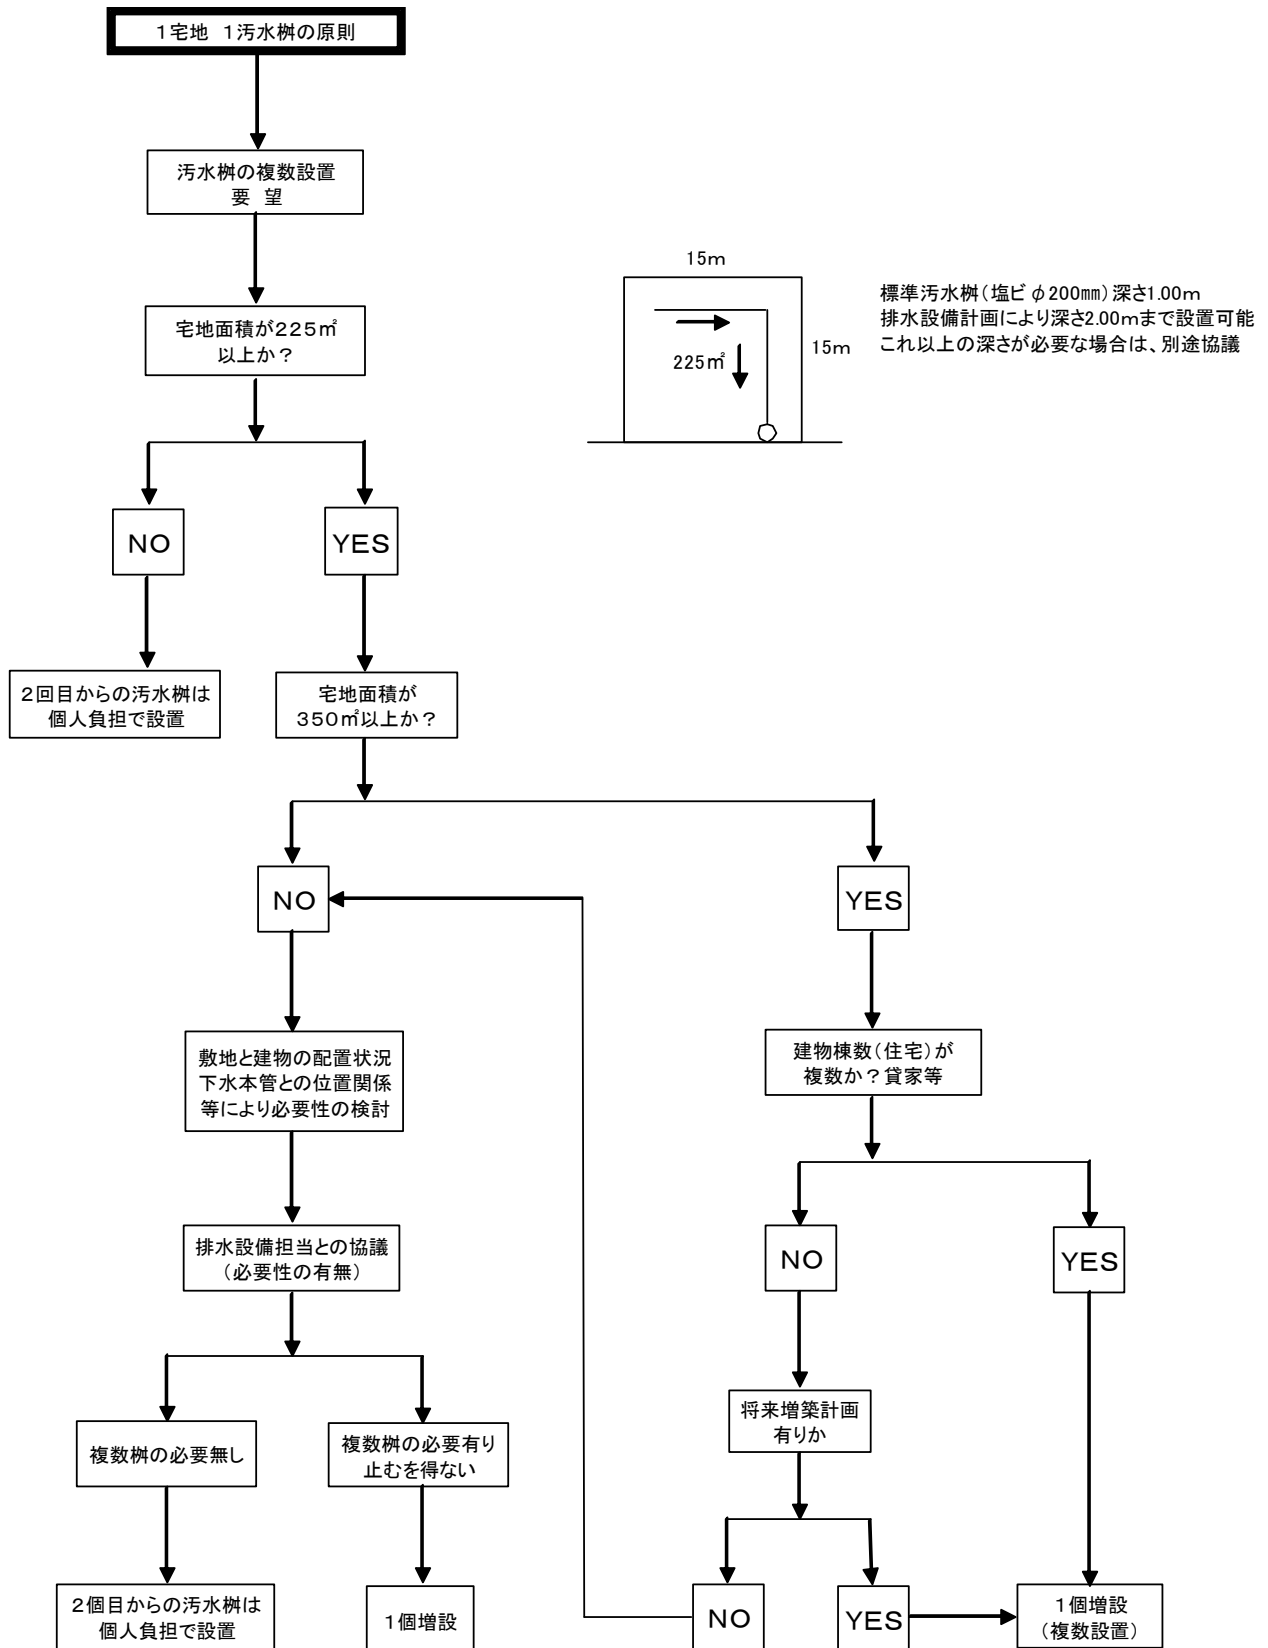 1宅地 1汚水桝の原則
汚水桝の複数設置
要 望
15m
標準汚水桝(塩ビφ200㎜)深さ1.00m
排水設備計画により深さ2.00mまで設置可能
これ以上の深さが必要な場合は、別途協議
15m
225㎡
宅地面積が225㎡
以上か?
NO
YES
2回目からの汚水桝は
個人負担で設置
宅地面積が
350㎡以上か?
NO
YES
敷地と建物の配置状況
下水本管との位置関係
等により必要性の検討
建物棟数(住宅)が
複数か?貸家等
排水設備担当との協議
(必要性の有無)
NO
YES
複数桝の必要無し
複数桝の必要有り
止むを得ない
将来増築計画
有りか
2個目からの汚水桝は
個人負担で設置
1個増設
NO
YES
1個増設
(複数設置)